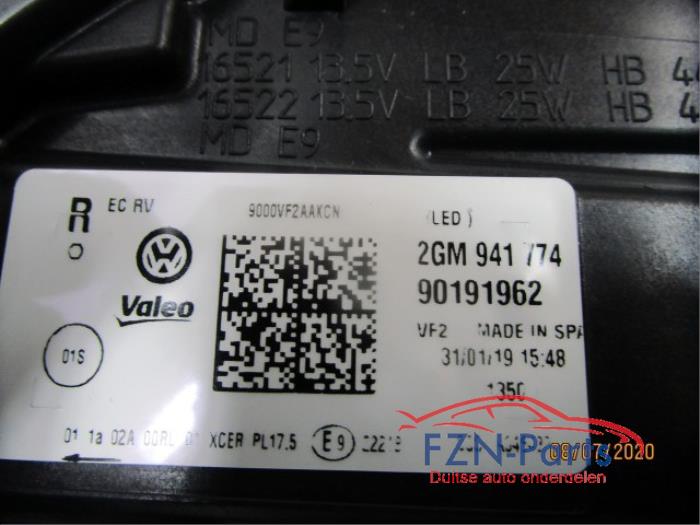 MD E9
16521 13.5V LB 25W HB
16522 13.5V LB 25W HB
MD E9
R EC RV 9000VF2AAKCN (LED)
2GM 941 774
Valeo 90191962
VF2 MADE IN SPA
01S 31/01/19 15:48
1350
01 1a 02A 00RL 01 XCER PL17.5 E9
08/07/2020
FZN-Parts
Duitse auto onderdelen